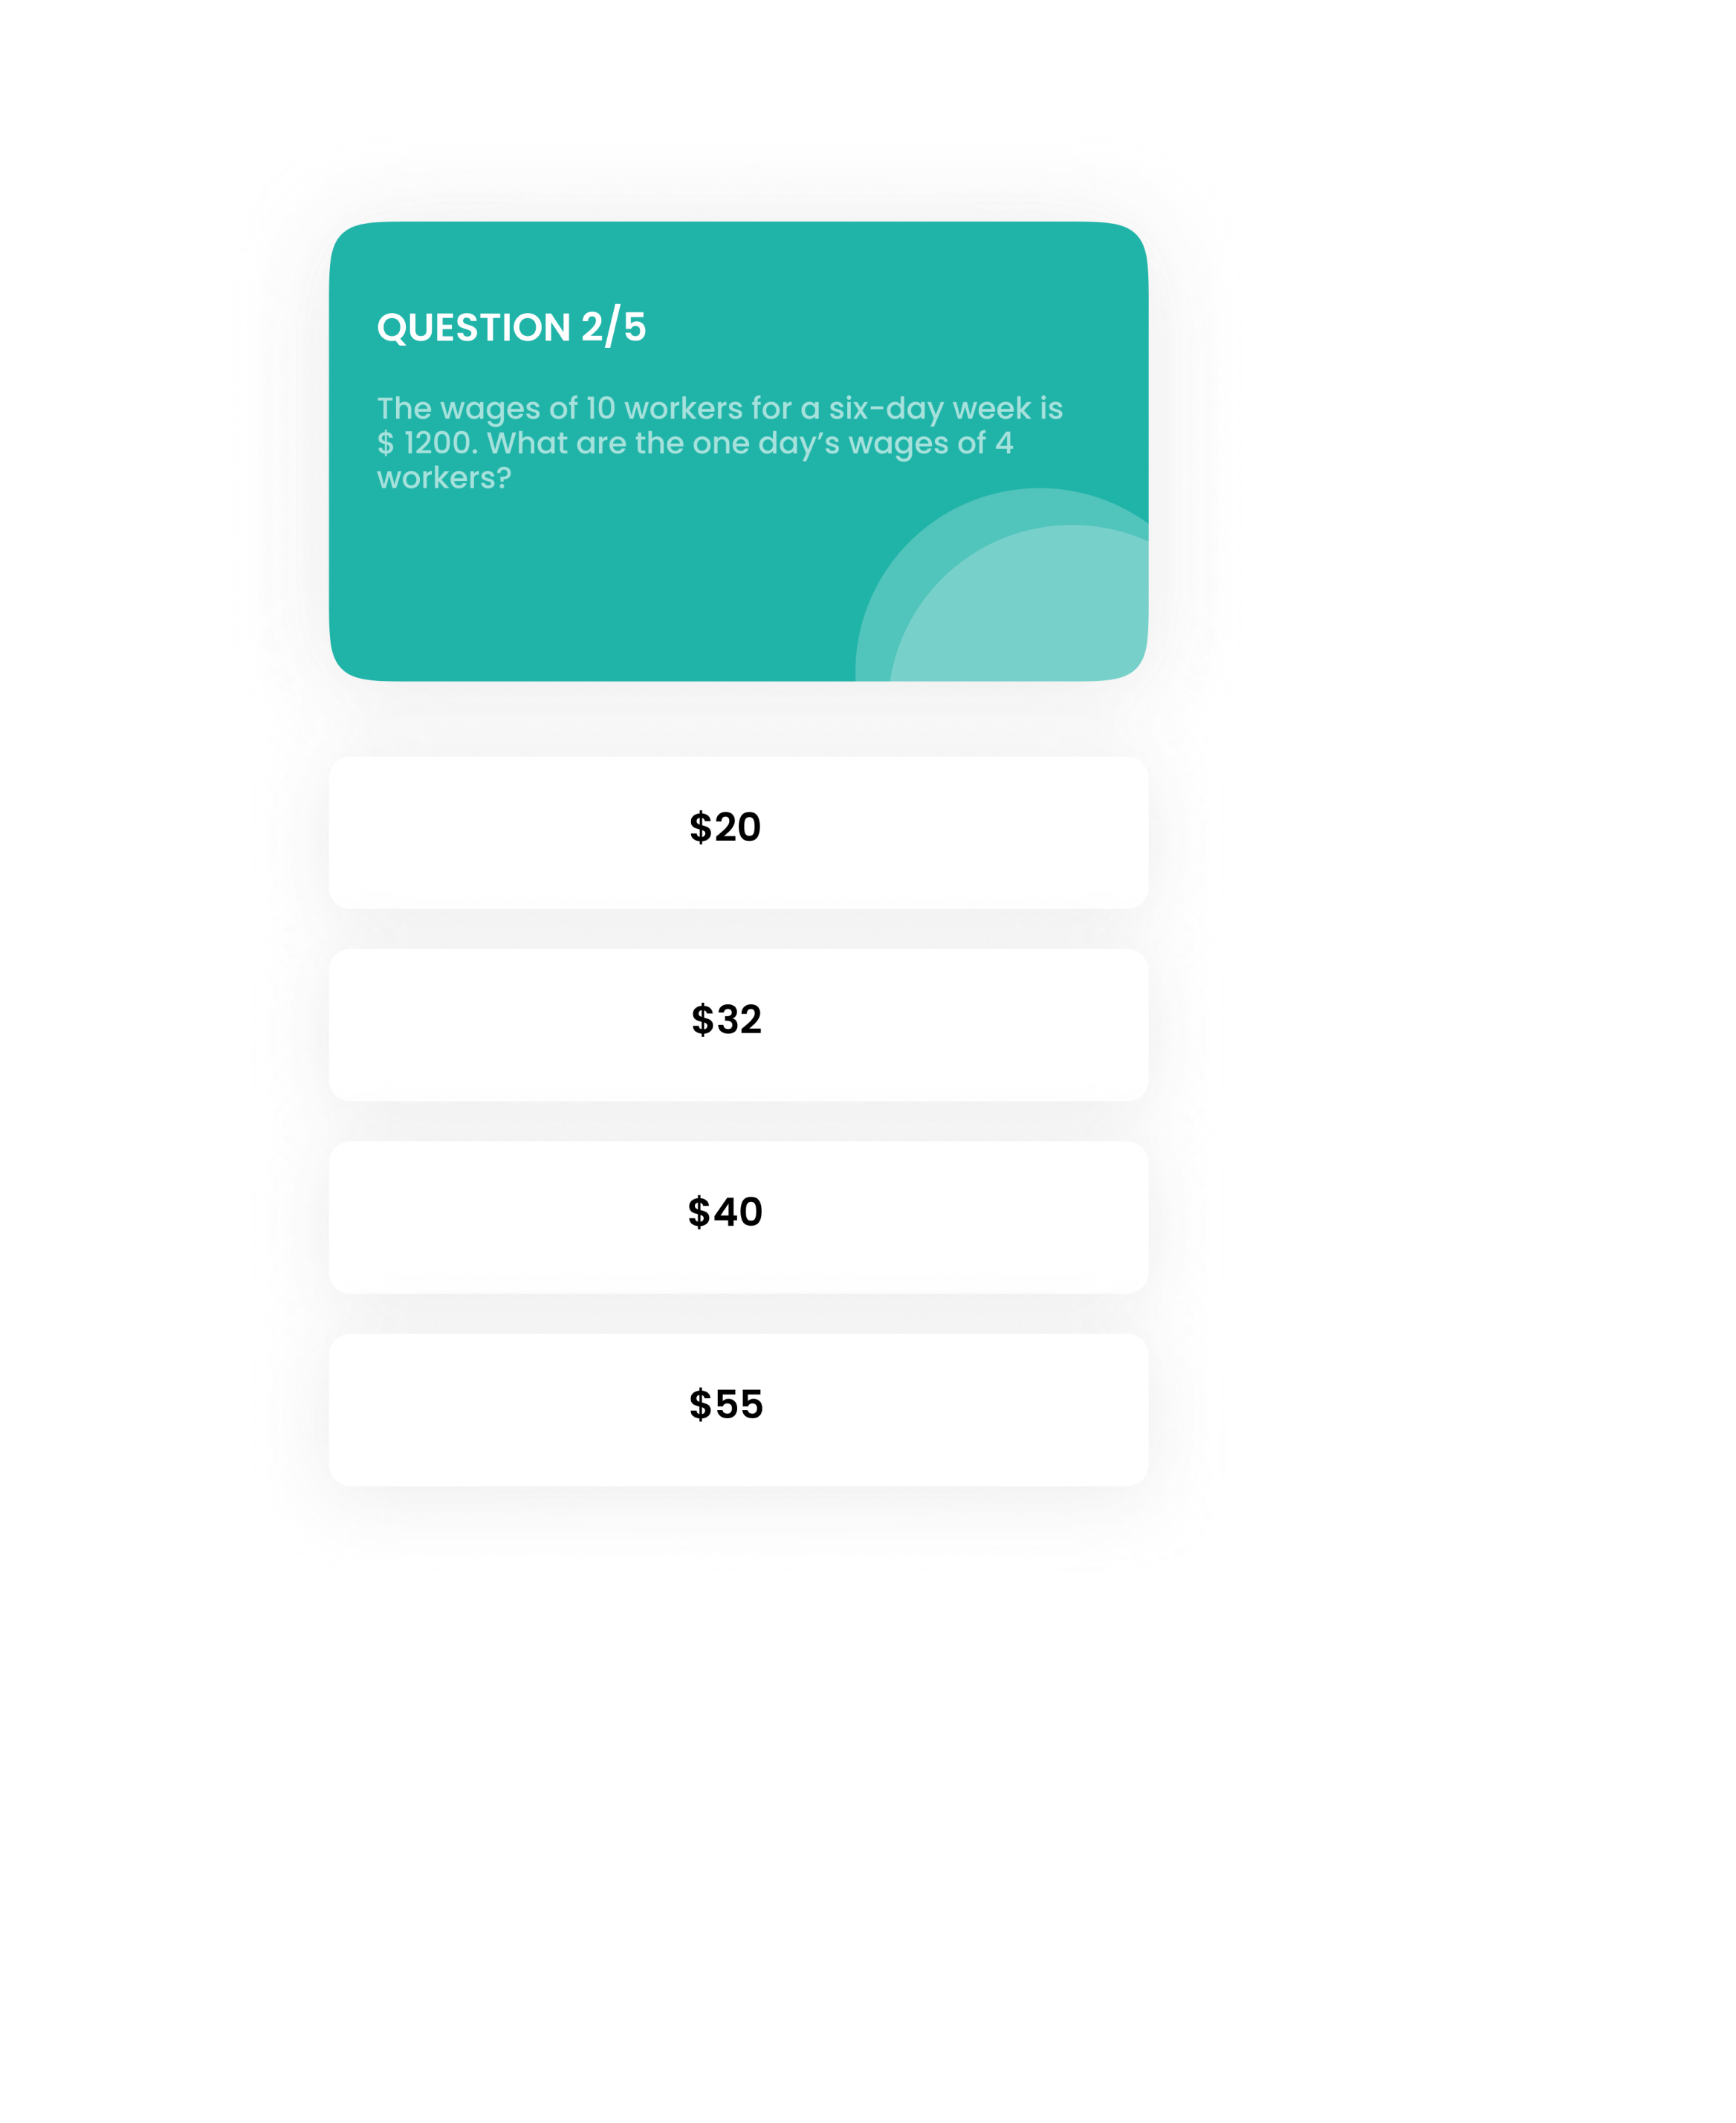 QUESTION 2/5
The wages of 10 workers for a six-day week is
$ 1200. What are the one day’s wages of 4
workers?
$20
$32
$40
$55